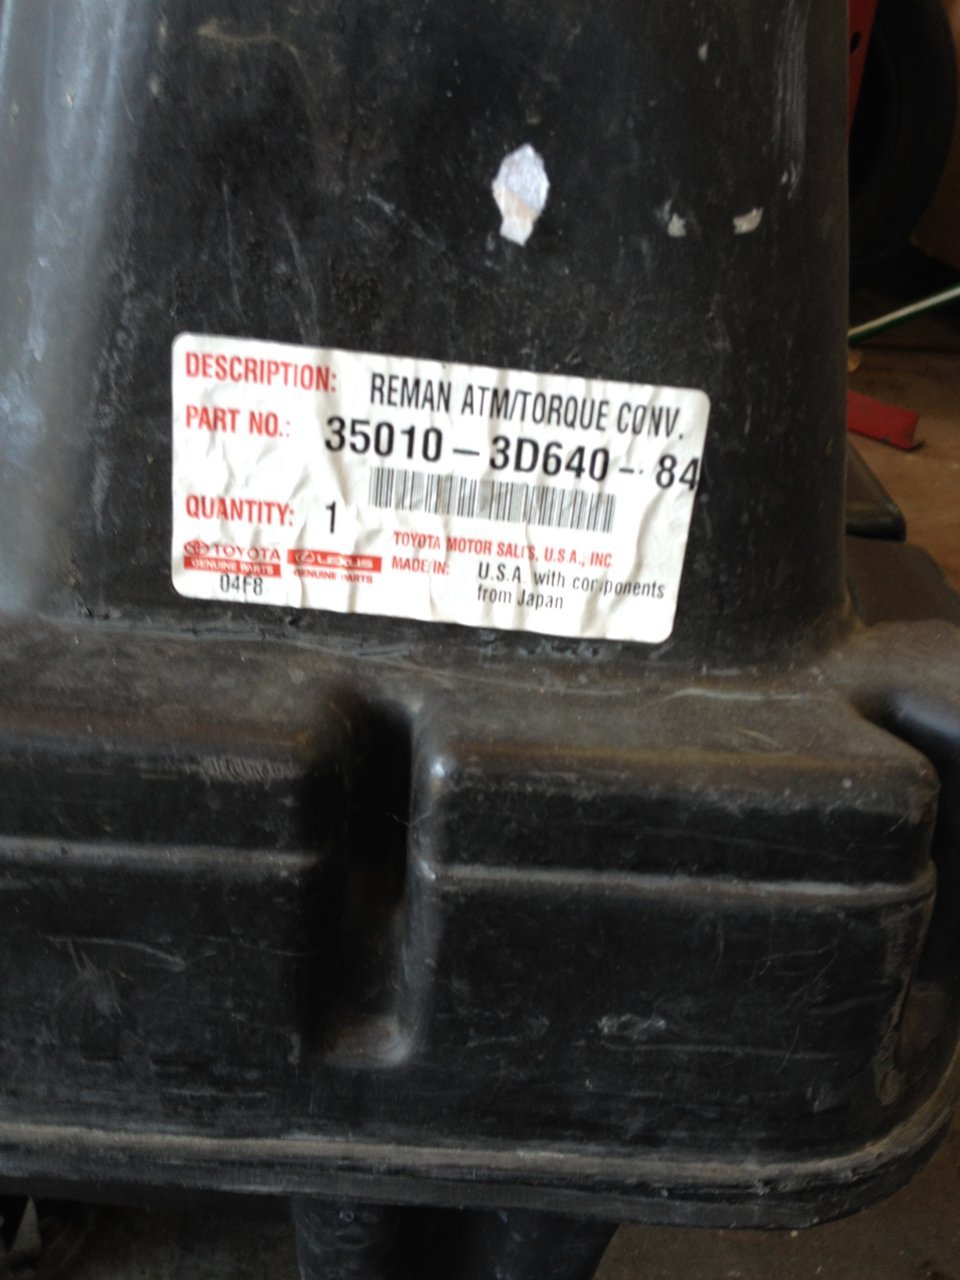 DESCRIPTION: REMAN ATM/TORQUE CONV.
PART NO.: 35010-3D640-84
QUANTITY: 1
TOYOTA LEXUS
GENUINE PARTS GENUINE PARTS
04F8
TOYOTA MOTOR SALES, U.S.A., INC.
MADE IN: U.S.A. with components
from Japan